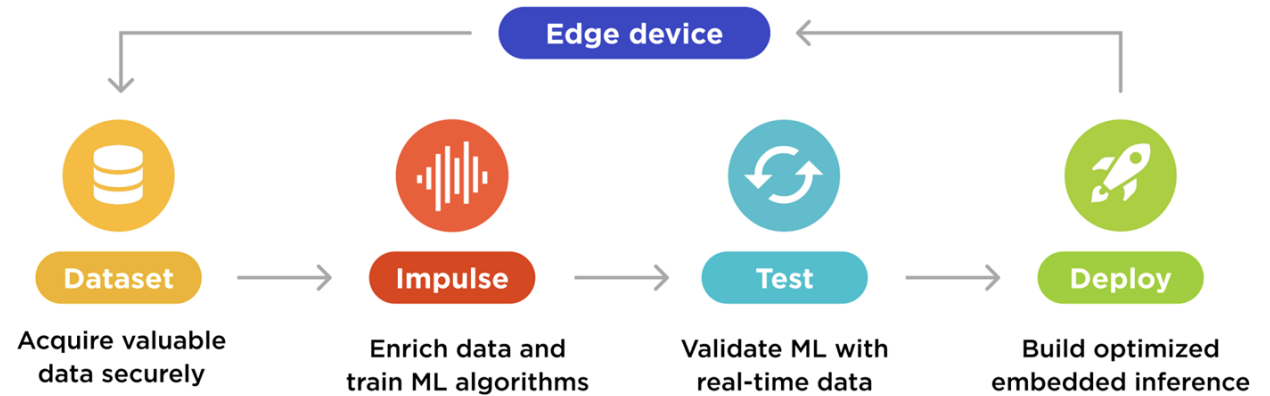 Edge device
Dataset
Impulse
Test
Deploy
Acquire valuable
data securely
Enrich data and
train ML algorithms
Validate ML with
real-time data
Build optimized
embedded inference